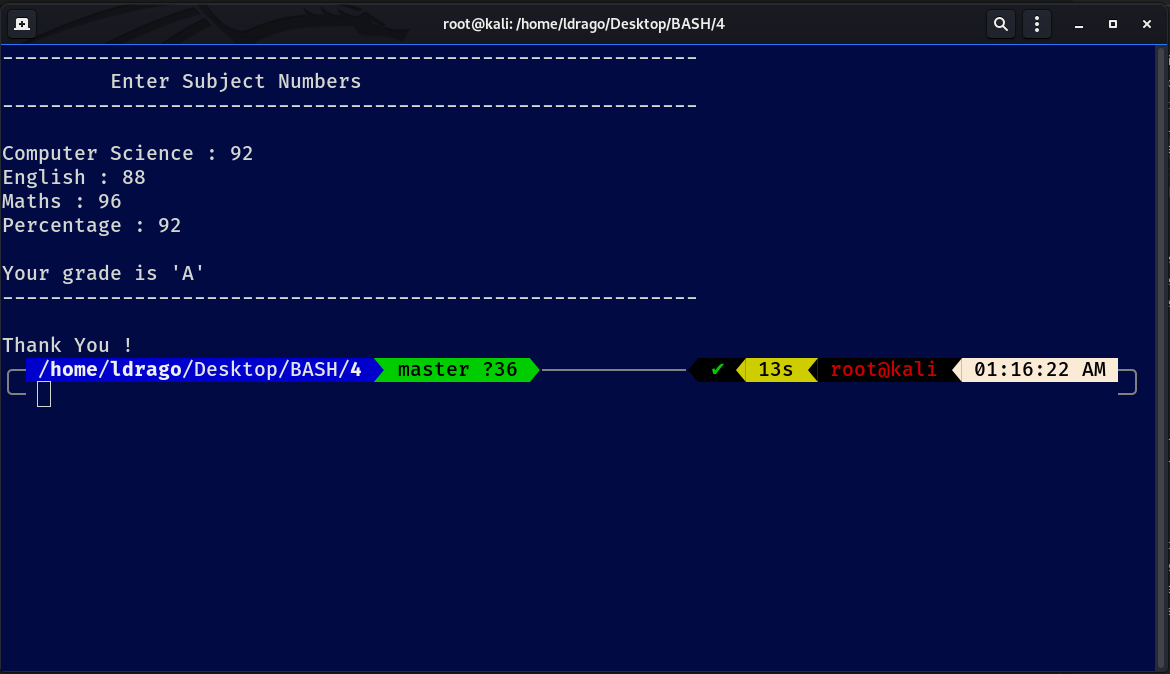 root@kali: /home/ldrago/Desktop/BASH/4
----------------------------------------------------------
         Enter Subject Numbers
----------------------------------------------------------
Computer Science : 92
English : 88
Maths : 96
Percentage : 92
Your grade is 'A'
----------------------------------------------------------
Thank You !
/home/ldrago/Desktop/BASH/4 master ?36 ✔ 13s root@kali 01:16:22 AM